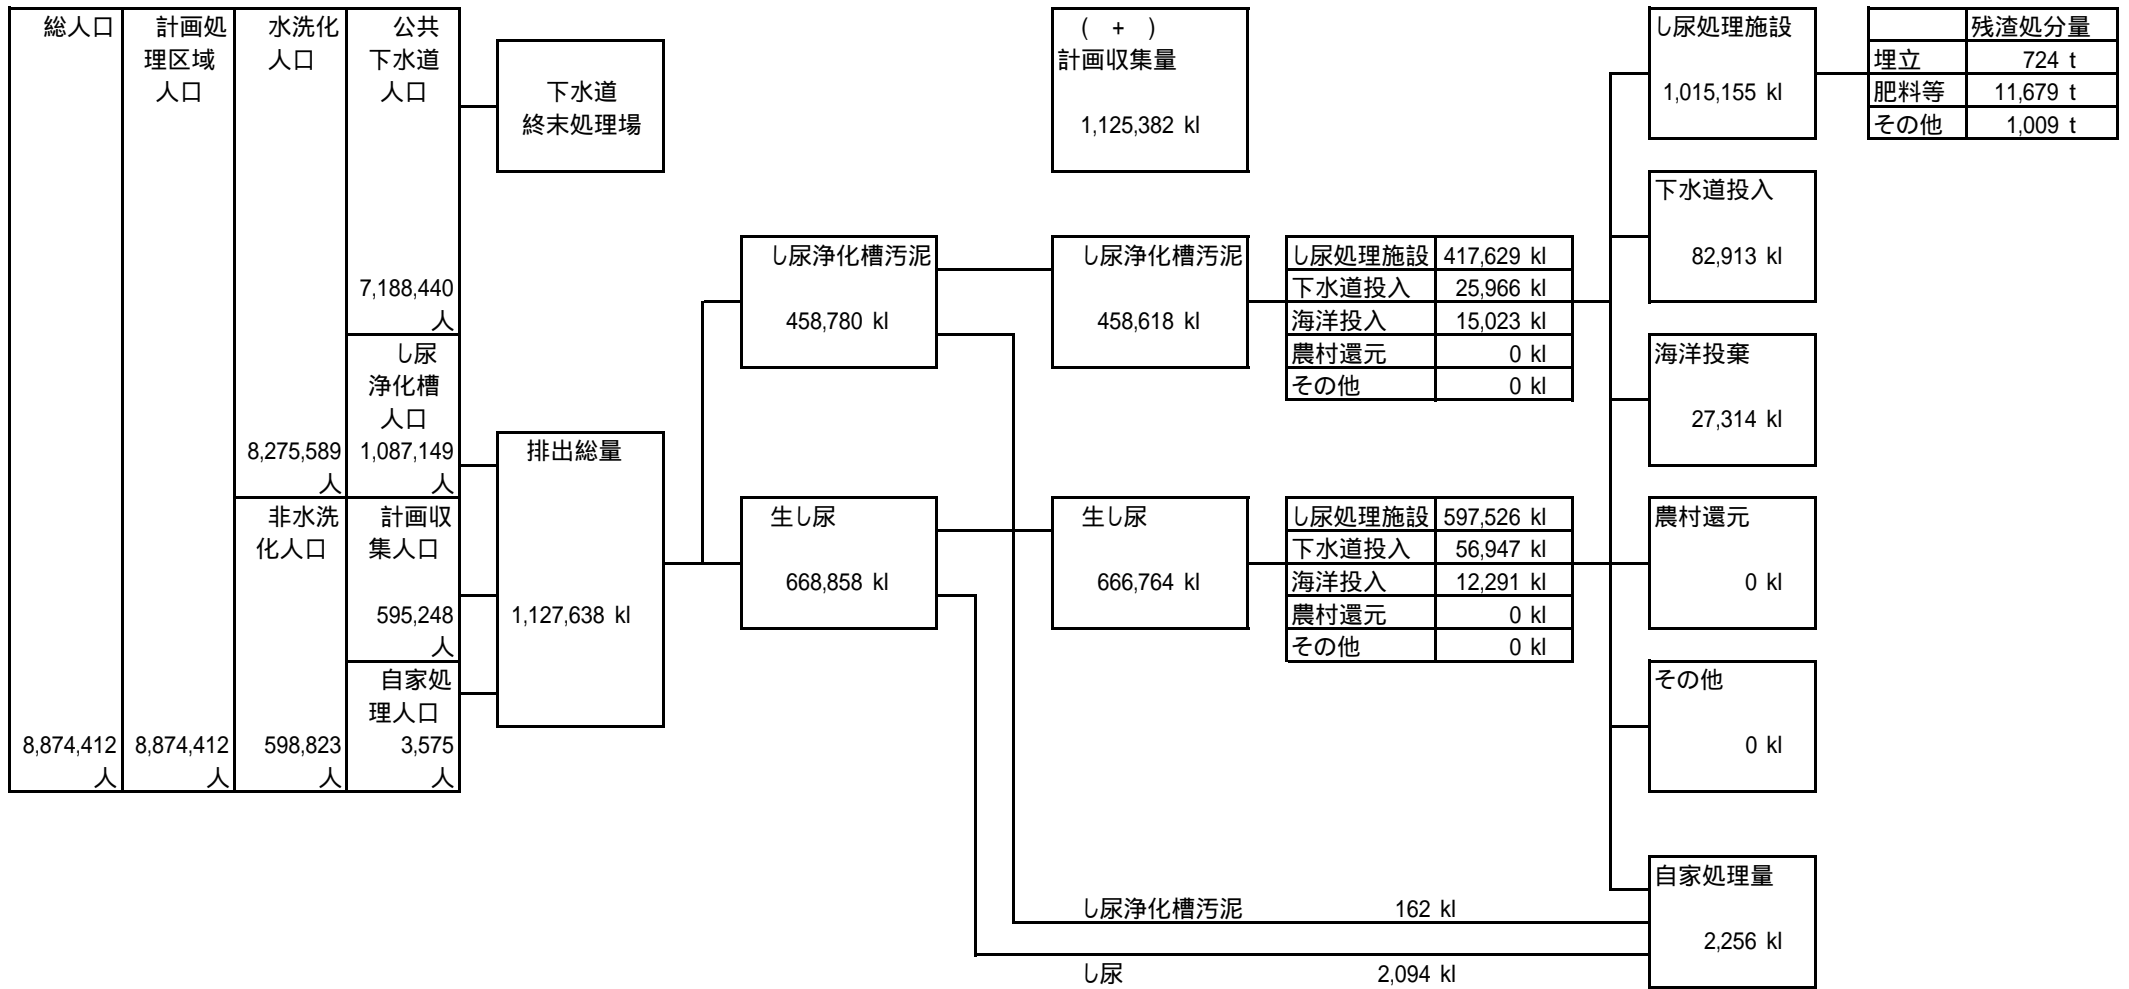 総人口
計画処
理区域
人口
水洗化
人口
公共
下水道
人口
7,188,440
人
し尿
浄化槽
人口
8,275,589
人
1,087,149
人
非水洗
化人口
計画収
集人口
595,248
人
自家処
理人口
8,874,412
人
8,874,412
人
598,823
人
3,575
人
下水道
終末処理場
排出総量
1,127,638 kl
( + )
計画収集量
1,125,382 kl
し尿浄化槽汚泥
458,780 kl
生し尿
668,858 kl
し尿浄化槽汚泥
458,618 kl
生し尿
666,764 kl
し尿処理施設 417,629 kl
下水道投入 25,966 kl
海洋投入 15,023 kl
農村還元 0 kl
その他 0 kl
し尿処理施設 597,526 kl
下水道投入 56,947 kl
海洋投入 12,291 kl
農村還元 0 kl
その他 0 kl
し尿処理施設
1,015,155 kl
残渣処分量
埋立 724 t
肥料等 11,679 t
その他 1,009 t
下水道投入
82,913 kl
海洋投棄
27,314 kl
農村還元
0 kl
その他
0 kl
自家処理量
2,256 kl
し尿浄化槽汚泥 162 kl
し尿 2,094 kl